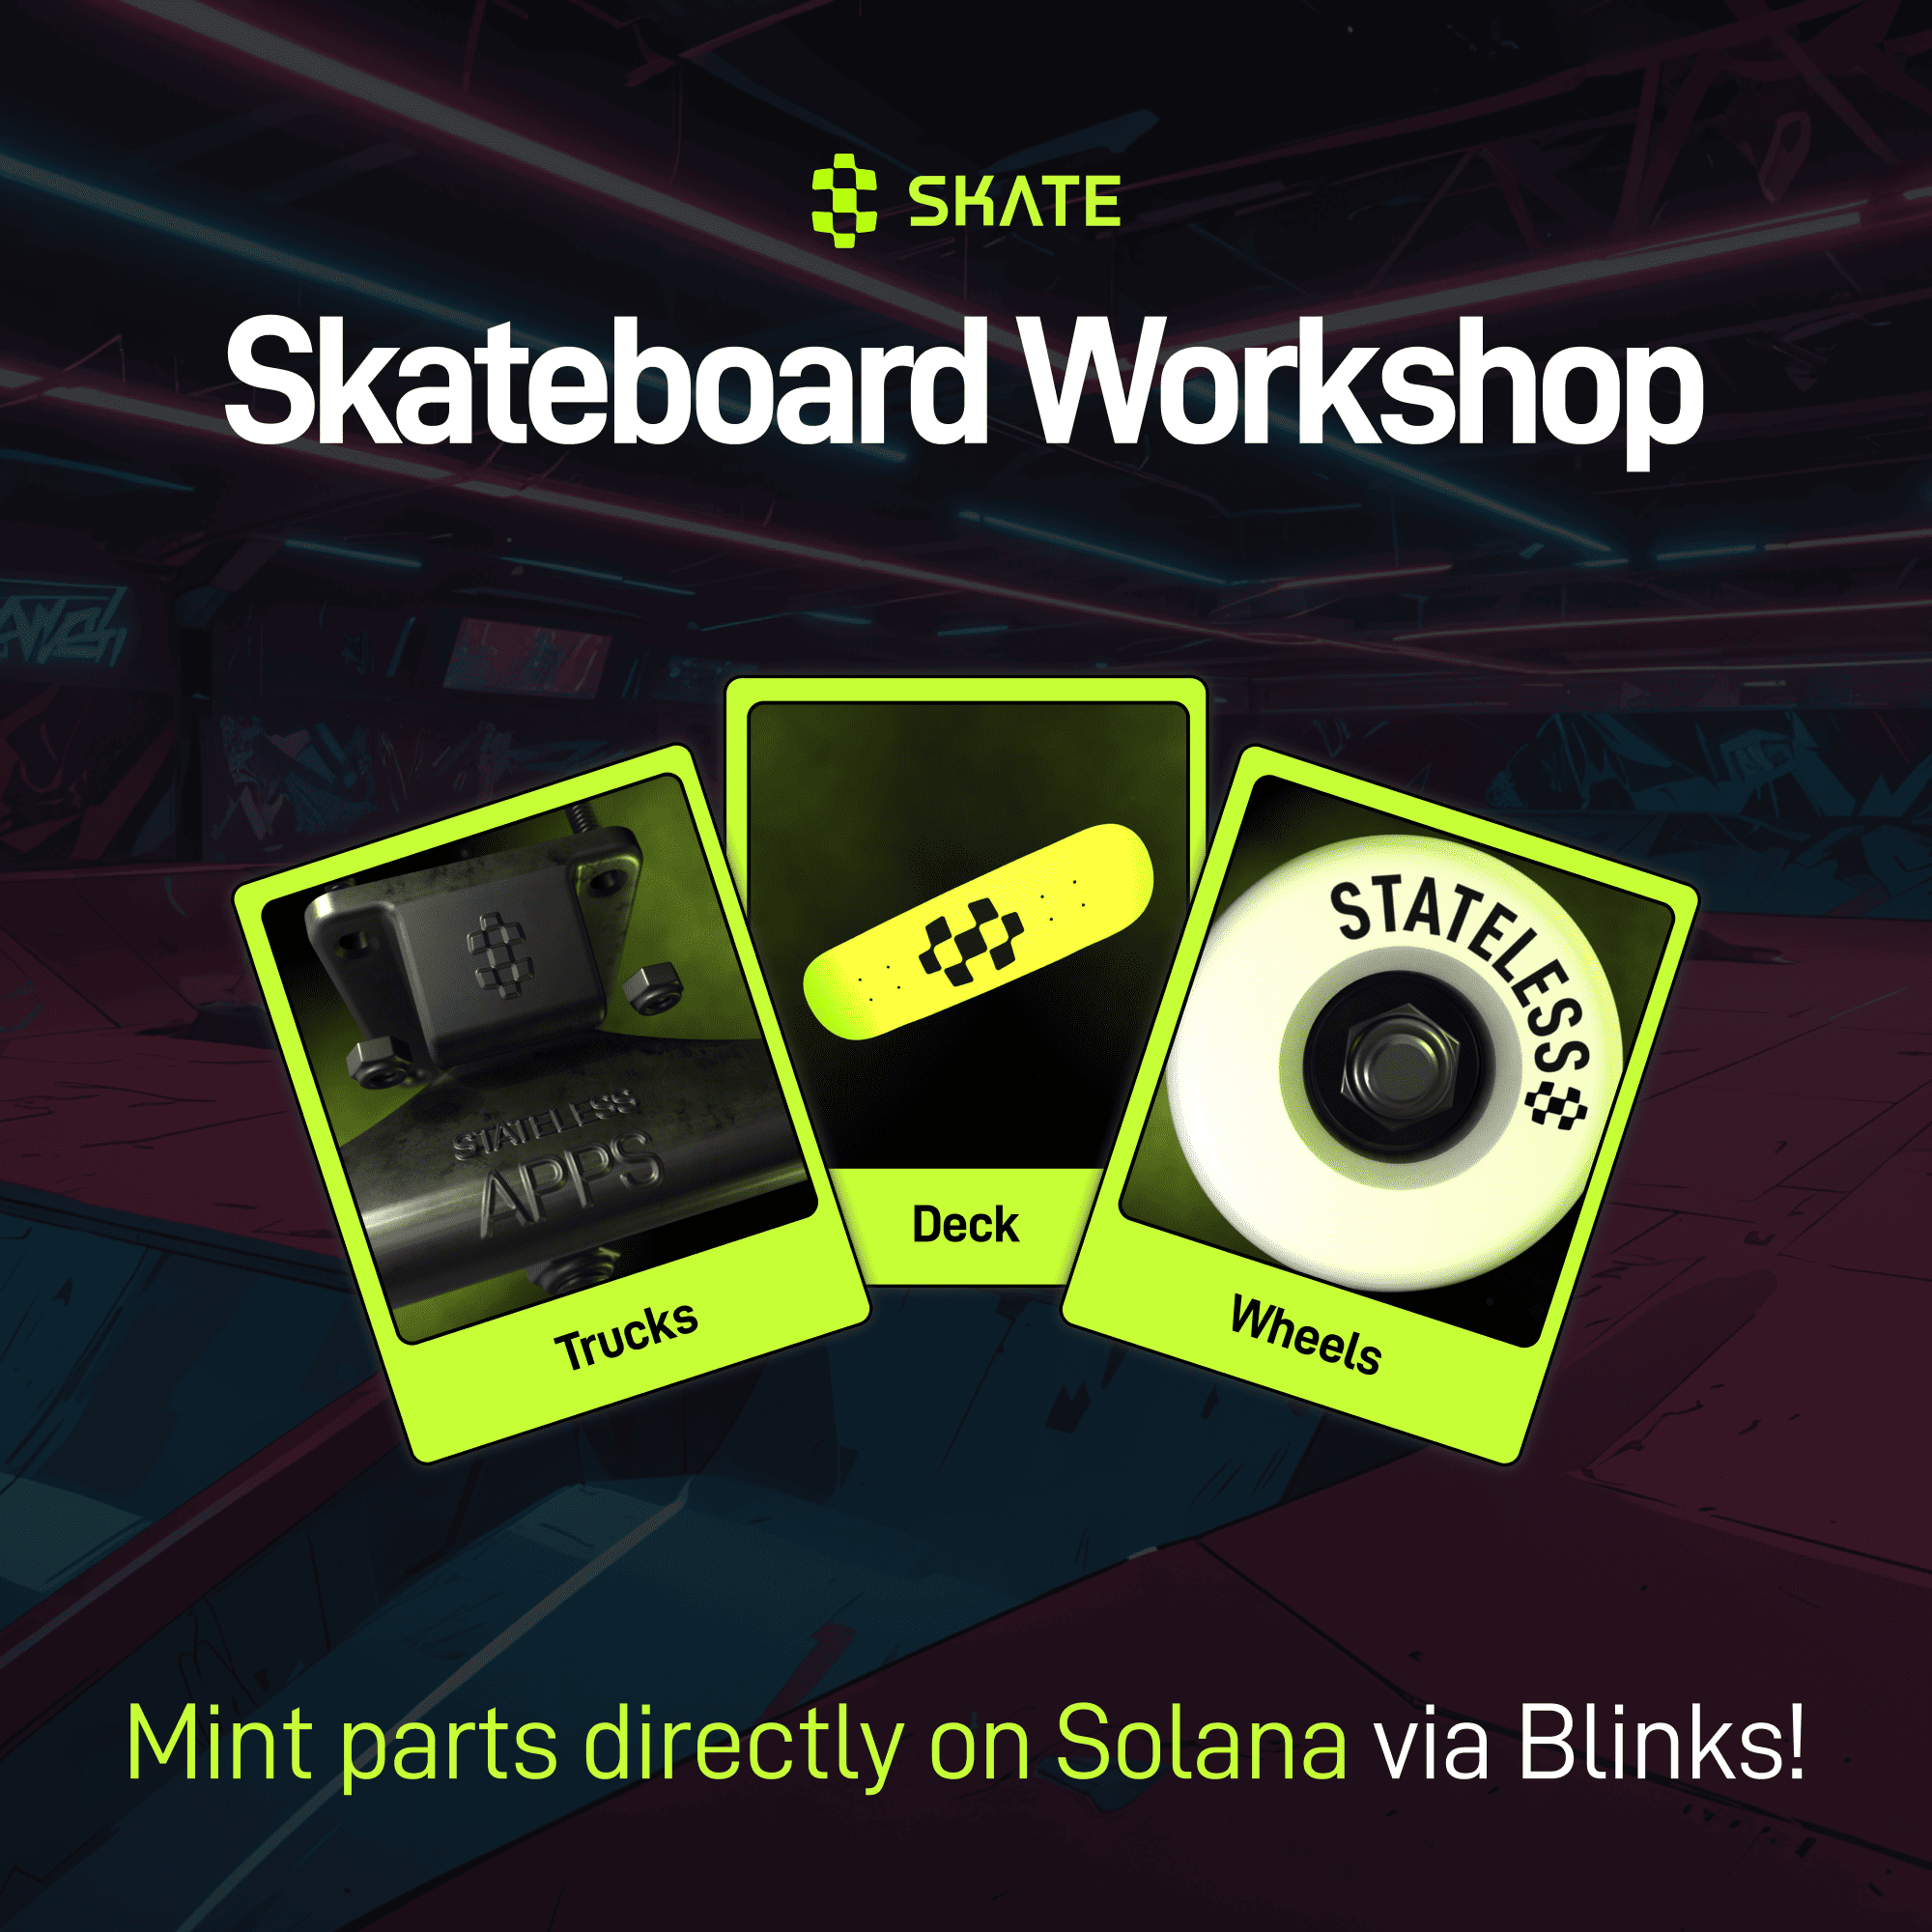 SKATE
Skateboard Workshop
STATELESS
APPS
Trucks
Deck
STATELESS
Wheels
Mint parts directly on Solana via Blinks!